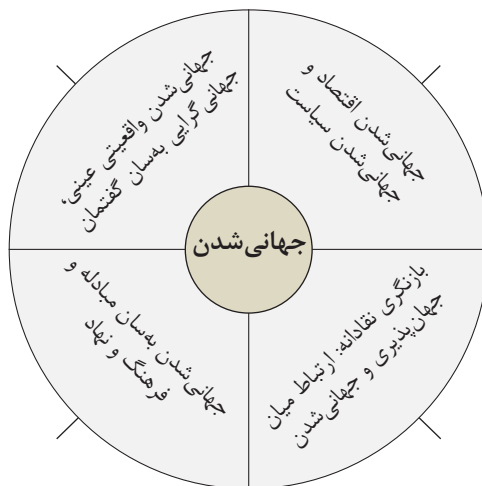 جهانی‌شدن اقتصاد و
جهانی‌شدن سیاست
جهانی‌شدن واقعیتی عینی؛
جهانی‌گرایی به‌سان گفتمان
جهانی‌شدن
بازنگری نقادانه: ارتباط میان
جهان‌پذیری و جهانی‌شدن
جهانی‌شدن به‌سان مبادله و
فرهنگ و نهاد